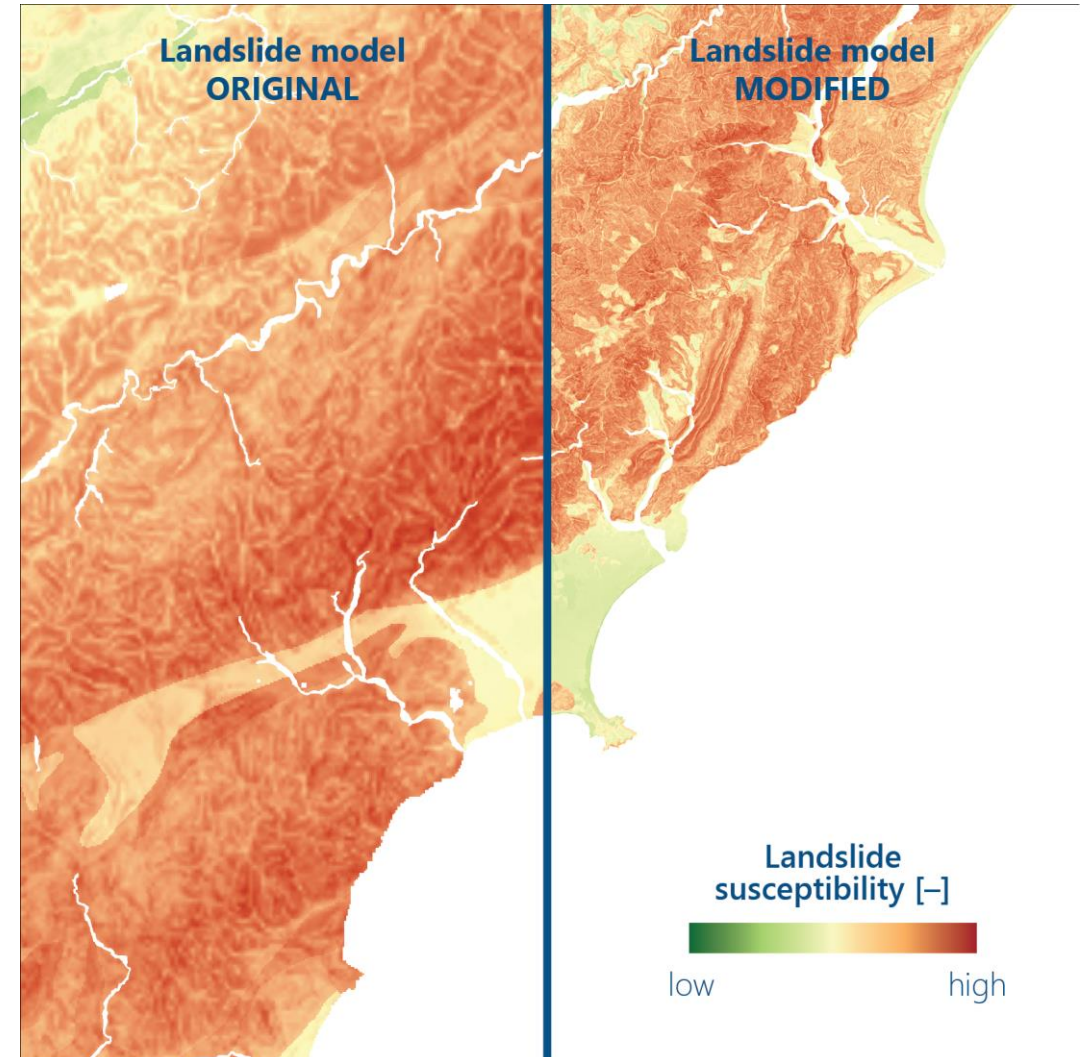 Landslide model
ORIGINAL
Landslide model
MODIFIED
Landslide
susceptibility [–]
low
high